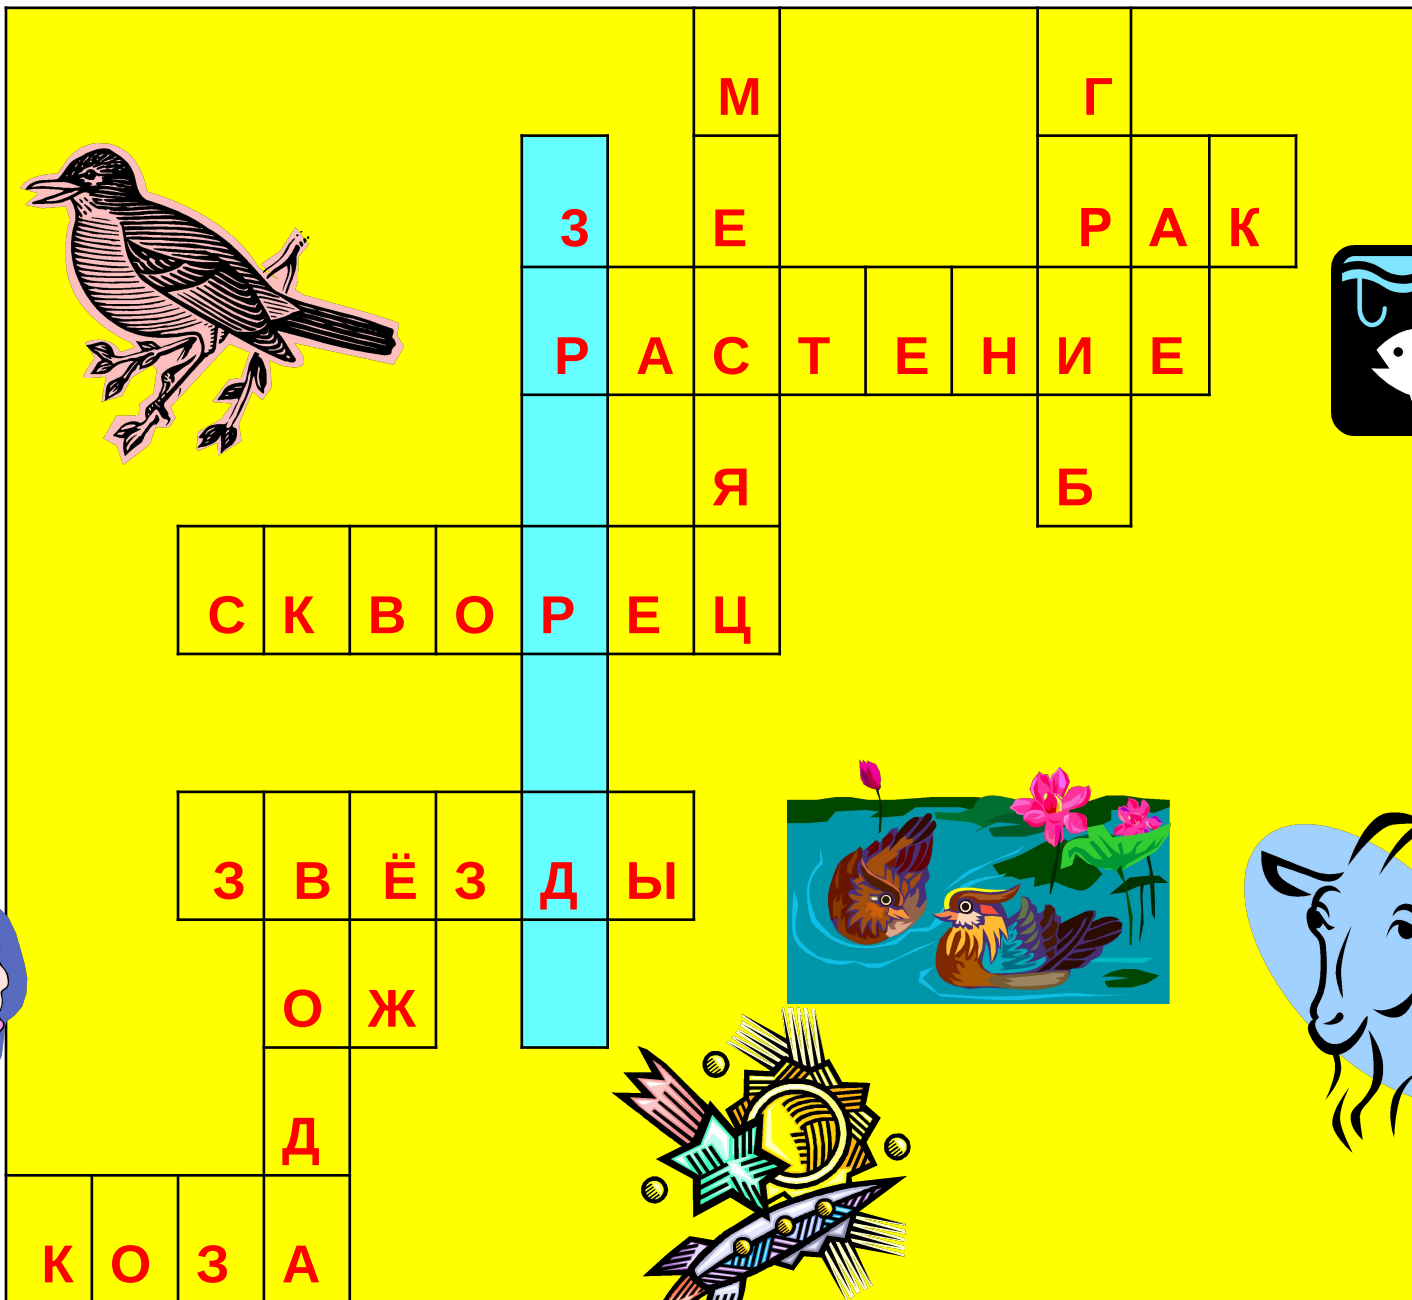 М Г
З Е Р А К
Р А С Т Е Н И Е
Я Б
С К В О Р Е Ц
З В Ё З Д Ы
О Ж
Д
К О З А